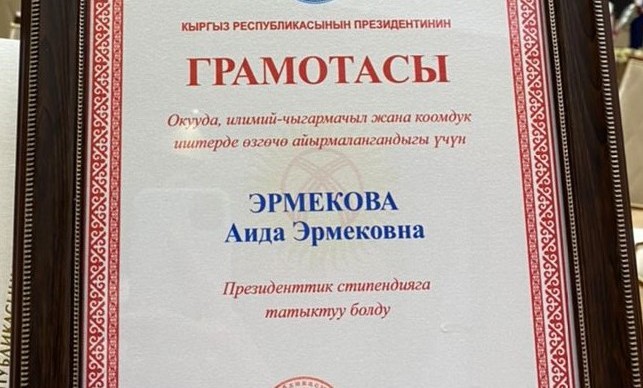 КЫРГЫЗ РЕСПУБЛИКАСЫНЫН ПРЕЗИДЕНТИНИН
ГРАМОТАСЫ
Окууда, илимий-чыгармачыл жана коомдук
иштерде өзгөчө айырмалангандыгы үчүн
ЭРМЕКОВА
Аида Эрмековна
Президенттик стипендияга
татыктуу болду